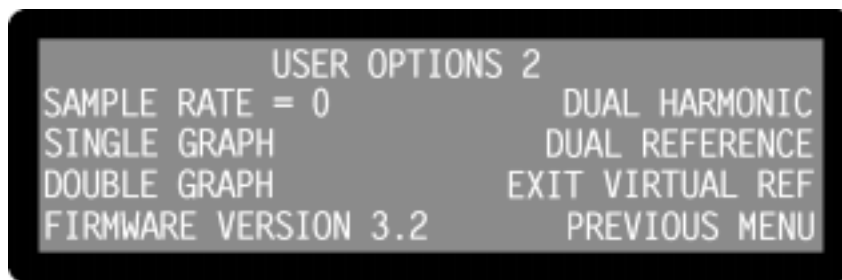 USER OPTIONS 2
SAMPLE RATE = 0 DUAL HARMONIC
SINGLE GRAPH DUAL REFERENCE
DOUBLE GRAPH EXIT VIRTUAL REF
FIRMWARE VERSION 3.2 PREVIOUS MENU